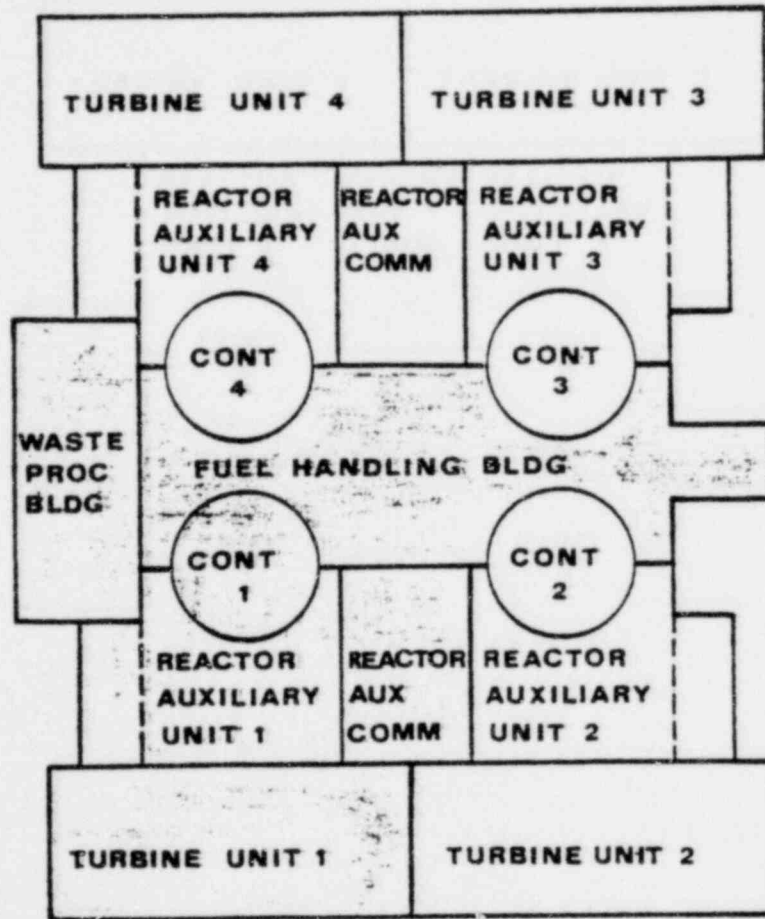 TURBINE UNIT 4
TURBINE UNIT 3
REACTOR
AUXILIARY
UNIT 4
REACTOR
AUX
COMM
REACTOR
AUXILIARY
UNIT 3
CONT
4
CONT
3
WASTE
PROC
BLDG
FUEL HANDLING BLDG
CONT
1
CONT
2
REACTOR
AUXILIARY
UNIT 1
REACTOR
AUX
COMM
REACTOR
AUXILIARY
UNIT 2
TURBINE UNIT 1
TURBINE UNIT 2